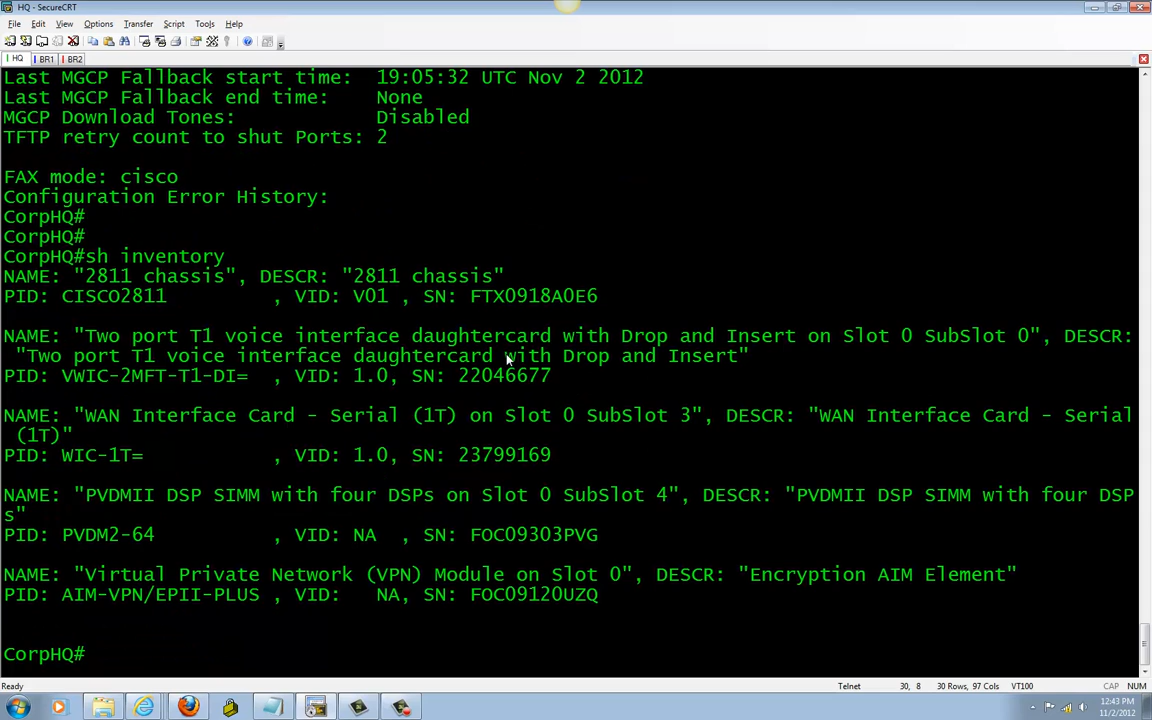 HQ - SecureCRT
File Edit View Options Transfer Script Tools Help
HQ BR1 BR2
Last MGCP Fallback start time: 19:05:32 UTC Nov 2 2012
Last MGCP Fallback end time: None
MGCP Download Tones: Disabled
TFTP retry count to shut Ports: 2
FAX mode: cisco
Configuration Error History:
CorpHQ#
CorpHQ#
CorpHQ#sh inventory
NAME: "2811 chassis", DESCR: "2811 chassis"
PID: CISCO2811 , VID: V01 , SN: FTX0918A0E6
NAME: "Two port T1 voice interface daughtercard with Drop and Insert on Slot 0 SubSlot 0", DESCR:
"Two port T1 voice interface daughtercard with Drop and Insert"
PID: VWIC-2MFT-T1-DI= , VID: 1.0, SN: 22046677
NAME: "WAN Interface Card - Serial (1T) on Slot 0 SubSlot 3", DESCR: "WAN Interface Card - Serial
(1T)"
PID: WIC-1T= , VID: 1.0, SN: 23799169
NAME: "PVDMII DSP SIMM with four DSPs on Slot 0 SubSlot 4", DESCR: "PVDMII DSP SIMM with four DSP
s"
PID: PVDM2-64 , VID: NA , SN: FOC09303PVG
NAME: "Virtual Private Network (VPN) Module on Slot 0", DESCR: "Encryption AIM Element"
PID: AIM-VPN/EPII-PLUS , VID: NA, SN: FOC09120UZQ
CorpHQ#
Ready Telnet 30, 8 30 Rows, 97 Cols VT100 CAP NUM
12:43 PM
11/2/2012